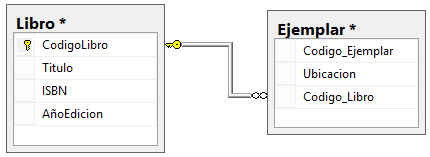 Libro *
CodigoLibro
Titulo
ISBN
AñoEdicion
Ejemplar *
Codigo_Ejemplar
Ubicacion
Codigo_Libro